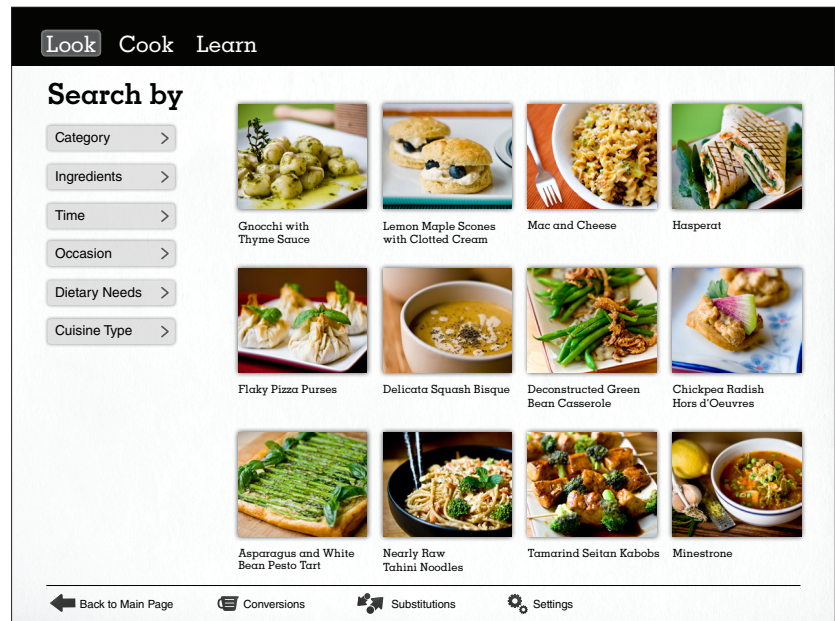 Look Cook Learn
Search by
Category
Ingredients
Time
Occasion
Dietary Needs
Cuisine Type
Gnocchi with
Thyme Sauce
Lemon Maple Scones
with Clotted Cream
Mac and Cheese
Hasperat
Flaky Pizza Purses
Delicata Squash Bisque
Deconstructed Green
Bean Casserole
Chickpea Radish
Hors d'Oeuvres
Asparagus and White
Bean Pesto Tart
Nearly Raw
Tahini Noodles
Tamarind Seitan Kabobs
Minestrone
Back to Main Page
Conversions
Substitutions
Settings